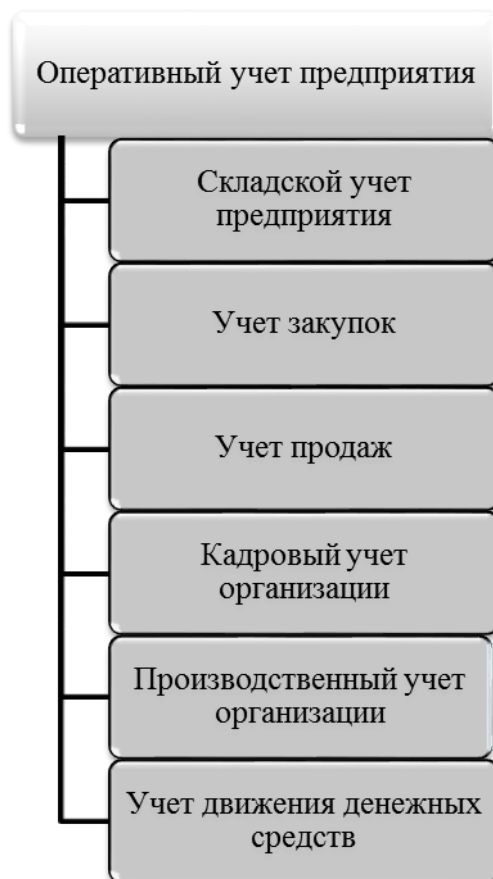 Оперативный учет предприятия
Складской учет
предприятия
Учет закупок
Учет продаж
Кадровый учет
организации
Производственный учет
организации
Учет движения денежных
средств